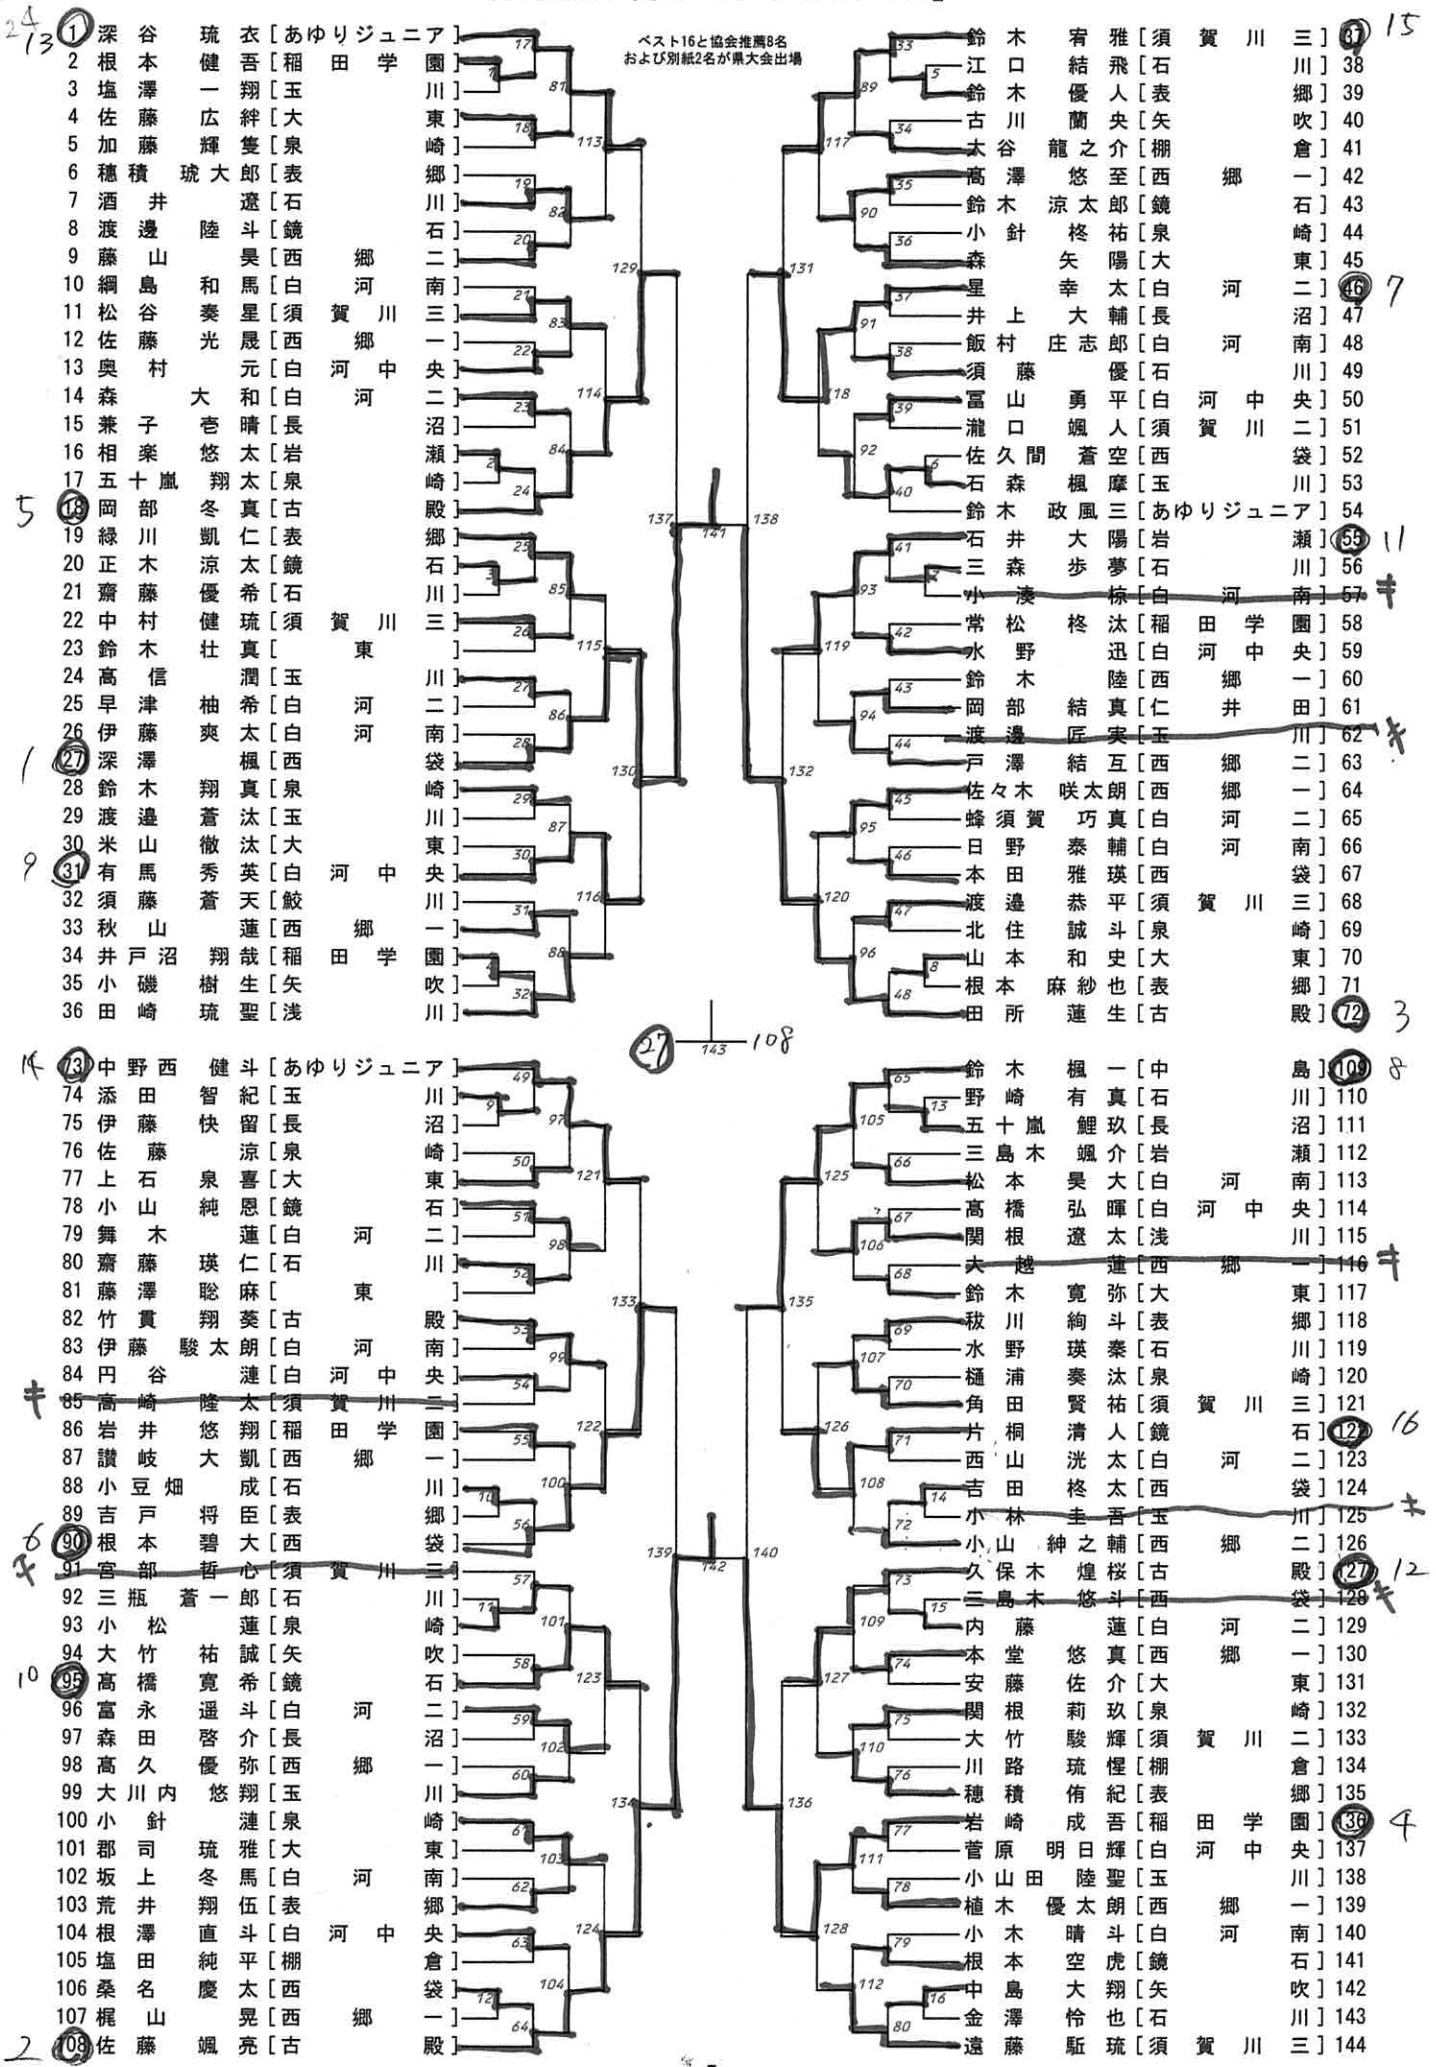 ベスト16と協会推薦8名
および別紙2名が県大会出場
24
13
1 深谷 琉衣[あゆりジュニア]
2 根本 健吾[稲田学園]
3 塩澤 一翔[玉川]
4 佐藤 広絆[大東]
5 加藤 輝隻[泉崎]
6 穂積 琥大郎[表郷]
7 酒井 遼[石川]
8 渡邊 陸斗[鏡石]
9 藤山 昊[西郷二]
10 綱島 和馬[白河南]
11 松谷 奏星[須賀川三]
12 佐藤 光晟[西郷一]
13 奥村 元[白河中央]
14 森 大和[白河二]
15 兼子 壱晴[長沼]
16 相楽 悠太[岩瀬]
17 五十嵐 翔太[泉崎]
5
18 岡部 冬真[古殿]
19 緑川 凱仁[表郷]
20 正木 涼太[鏡石]
21 齋藤 優希[石川]
22 中村 健琉[須賀川三]
23 鈴木 壮真[東]
24 髙信 潤[玉川]
25 早津 柚希[白河二]
26 伊藤 爽太[白河南]
1
27 深澤 楓[西袋]
28 鈴木 翔真[泉崎]
29 渡邉 蒼汰[玉川]
30 米山 徹汰[大東]
9
31 有馬 秀英[白河中央]
32 須藤 蒼天[鮫川]
33 秋山 蓮[西郷一]
34 井戸沼 翔哉[稲田学園]
35 小磯 樹生[矢吹]
36 田崎 琉聖[浅川]
15
鈴木 宥雅[須賀川三] 37
江口 結飛[石川] 38
鈴木 優人[表郷] 39
古川 蘭央[矢吹] 40
大谷 龍之介[棚倉] 41
髙澤 悠至[西郷一] 42
鈴木 涼太郎[鏡石] 43
小針 柊祐[泉崎] 44
森 矢陽[大東] 45
星 幸太[白河二] 46
7
井上 大輔[長沼] 47
飯村 庄志郎[白河南] 48
須藤 優[石川] 49
冨山 勇平[白河中央] 50
瀧口 颯人[須賀川二] 51
佐久間 蒼空[西袋] 52
石森 楓摩[玉川] 53
鈴木 政風三[あゆりジュニア] 54
石井 大陽[岩瀬] 55
11
三森 歩夢[石川] 56
小湊 椋[白河南] 57
キ
常松 柊汰[稲田学園] 58
水野 迅[白河中央] 59
鈴木 陸[西郷一] 60
岡部 結真[仁井田] 61
渡邊 匠実[玉川] 62
キ
戸澤 結互[西郷二] 63
佐々木 咲太朗[西郷一] 64
蜂須賀 巧真[白河二] 65
日野 泰輔[白河南] 66
本田 雅瑛[西袋] 67
渡邉 恭平[須賀川三] 68
北住 誠斗[泉崎] 69
山本 和史[大東] 70
根本 麻紗也[表郷] 71
田所 蓮生[古殿] 72
3
27 143 108
14
73 中野西 健斗[あゆりジュニア]
74 添田 智紀[玉川]
75 伊藤 快留[長沼]
76 佐藤 涼[泉崎]
77 上石 泉喜[大東]
78 小山 純恩[鏡石]
79 舞木 蓮[白河二]
80 齋藤 瑛仁[石川]
81 藤澤 聡麻[東]
82 竹貫 翔葵[古殿]
83 伊藤 駿太朗[白河南]
84 円谷 漣[白河中央]
キ
85 高崎 隆太[須賀川二]
86 岩井 悠翔[稲田学園]
87 讃岐 大凱[西郷一]
88 小豆畑 成[石川]
89 吉戸 将臣[表郷]
6
90 根本 碧大[西袋]
キ
91 宮部 哲心[須賀川三]
92 三瓶 蒼一郎[石川]
93 小松 蓮[泉崎]
94 大竹 祐誠[矢吹]
10
95 髙橋 寛希[鏡石]
96 富永 遥斗[白河二]
97 森田 啓介[長沼]
98 髙久 優弥[西郷一]
99 大川内 悠翔[玉川]
100 小針 漣[泉崎]
101 郡司 琉雅[大東]
102 坂上 冬馬[白河南]
103 荒井 翔伍[表郷]
104 根澤 直斗[白河中央]
105 塩田 純平[棚倉]
106 桑名 慶太[西袋]
107 梶山 晃[西郷一]
2
108 佐藤 颯亮[古殿]
鈴木 楓一[中島] 109
8
野崎 有真[石川] 110
五十嵐 鯉玖[長沼] 111
三島木 颯介[岩瀬] 112
松本 昊大[白河南] 113
髙橋 弘暉[白河中央] 114
関根 遼太[浅川] 115
大越 蓮[西郷一] 116
キ
鈴木 寛弥[大東] 117
秡川 絢斗[表郷] 118
水野 瑛秦[石川] 119
樋浦 奏汰[泉崎] 120
角田 賢祐[須賀川三] 121
片桐 清人[鏡石] 122
16
西山 洸太[白河二] 123
吉田 柊太[西袋] 124
小林 圭吾[玉川] 125
キ
小山 紳之輔[西郷二] 126
久保木 煌桜[古殿] 127
12
三島木 悠斗[西袋] 128
キ
内藤 蓮[白河二] 129
本堂 悠真[西郷一] 130
安藤 佐介[大東] 131
関根 莉玖[泉崎] 132
大竹 駿輝[須賀川二] 133
川路 琉惺[棚倉] 134
穂積 侑紀[表郷] 135
岩崎 成吾[稲田学園] 136
4
菅原 明日輝[白河中央] 137
小山田 陸聖[玉川] 138
植木 優太朗[西郷一] 139
小木 晴斗[白河南] 140
根本 空虎[鏡石] 141
中島 大翔[矢吹] 142
金澤 怜也[石川] 143
遠藤 駈琉[須賀川三] 144